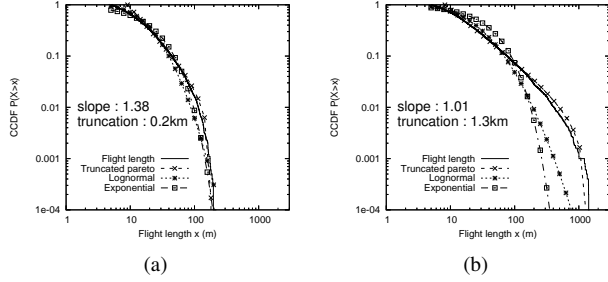 CCDF P(X>x)
1
0.1
0.01
0.001
1e-04
slope : 1.38
truncation : 0.2km
Flight length
Truncated pareto
Lognormal
Exponential
1 10 100 1000
Flight length x (m)
(a)
CCDF P(X>x)
1
0.1
0.01
0.001
1e-04
slope : 1.01
truncation : 1.3km
Flight length
Truncated pareto
Lognormal
Exponential
1 10 100 1000
Flight length x (m)
(b)